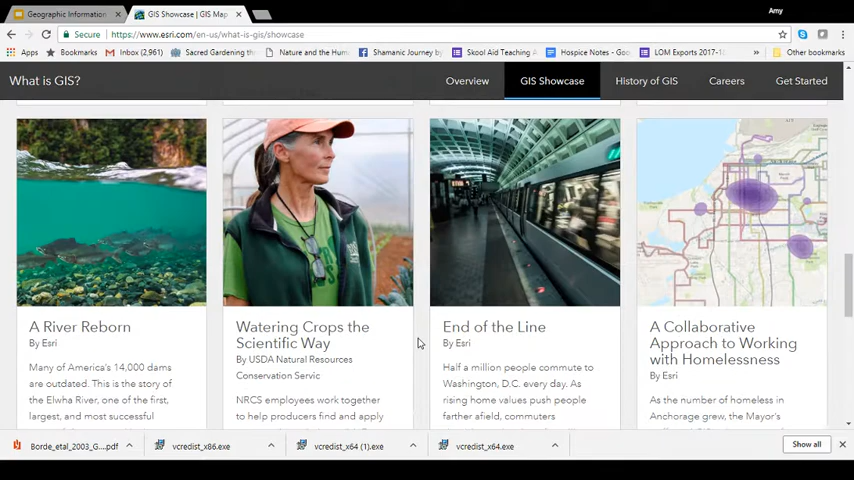 Amy
Geographic Information
GIS Showcase | GIS Map
Secure
https://www.esri.com/en-us/what-is-gis/showcase
Apps
Bookmarks
Inbox (2,961)
Sacred Gardening the
Nature and the Hum
Shamanic Journey by
Skool Aid Teaching
Hospice Notes - Goo
LOM Exports 2017-18
»
Other bookmarks
What is GIS?
Overview
GIS Showcase
History of GIS
Careers
Get Started
A River Reborn
By Esri
Many of America's 14,000 dams
are outdated. This is the story
of the Elwha River, one of the first,
largest, and most successful
Watering Crops the
Scientific Way
By USDA Natural Resources
Conservation Servic
NRCS employees work together
to help producers find and apply
End of the Line
By Esri
Half a million people commute to
Washington, D.C. every day. As
rising home values push people
farther afield, commuters
A Collaborative
Approach to Working
with Homelessness
By Esri
As the number of homeless in
Anchorage grew, the Mayor's
Borde_etal_2003_G....pdf
vcredist_x86.exe
vcredist_x64 (1).exe
vcredist_x64.exe
Show all